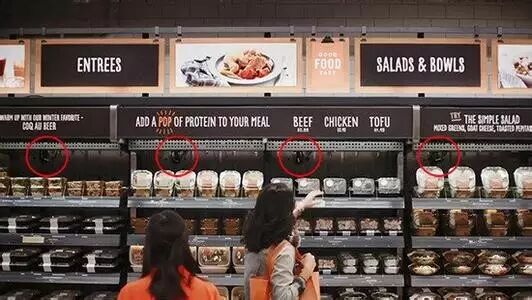 ENTREES
GOOD
FOOD
FAST
SALADS & BOWLS
WARM UP WITH OUR WINTER FAVORITE -
COQ AU BEER
ADD A POP OF PROTEIN TO YOUR MEAL
BEEF CHICKEN TOFU
TRY THE SIMPLE SALAD
MIXED GREENS, GOAT CHEESE, TOASTED